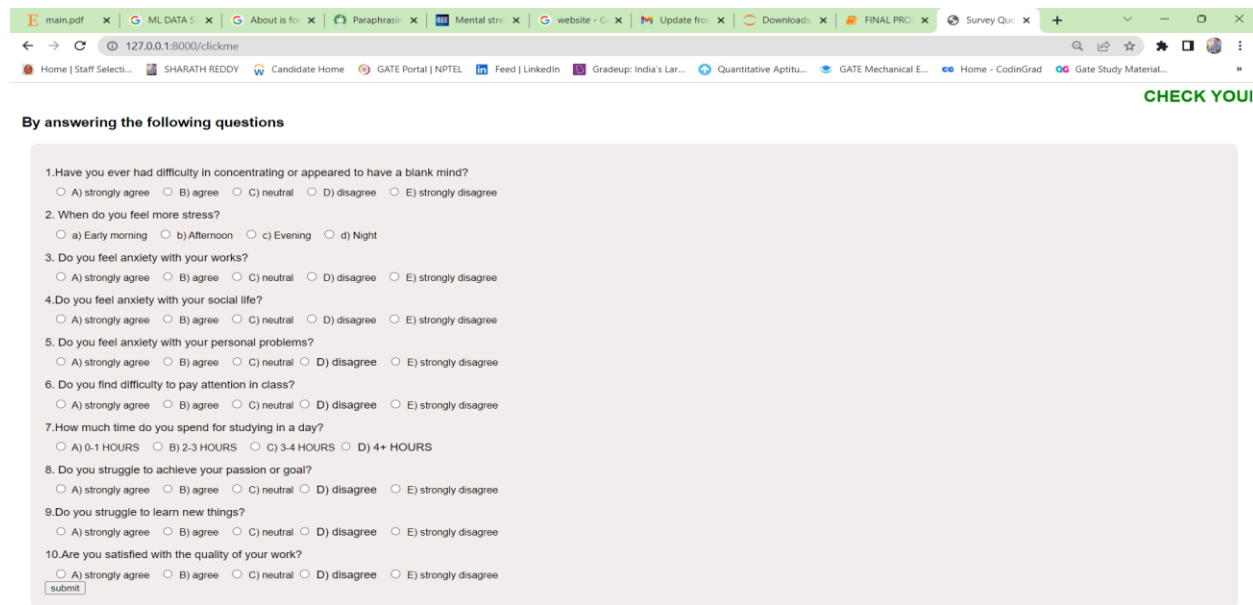 main.pdf
ML DATA ST
About is for
Paraphrasin
IEEE Mental stre
website - G
Update fror
Downloads
FINAL PRO
Survey Que
127.0.0.1:8000/clickme
Home | Staff Selecti...
SHARATH REDDY
Candidate Home
GATE Portal | NPTEL
Feed | LinkedIn
Gradeup: India's Lar...
Quantitative Aptitu...
GATE Mechanical E...
Home - CodinGrad
Gate Study Material...
CHECK YOU
By answering the following questions
1.Have you ever had difficulty in concentrating or appeared to have a blank mind?
A) strongly agree B) agree C) neutral D) disagree E) strongly disagree
2. When do you feel more stress?
a) Early morning b) Afternoon c) Evening d) Night
3. Do you feel anxiety with your works?
A) strongly agree B) agree C) neutral D) disagree E) strongly disagree
4.Do you feel anxiety with your social life?
A) strongly agree B) agree C) neutral D) disagree E) strongly disagree
5. Do you feel anxiety with your personal problems?
A) strongly agree B) agree C) neutral D) disagree E) strongly disagree
6. Do you find difficulty to pay attention in class?
A) strongly agree B) agree C) neutral D) disagree E) strongly disagree
7.How much time do you spend for studying in a day?
A) 0-1 HOURS B) 2-3 HOURS C) 3-4 HOURS D) 4+ HOURS
8. Do you struggle to achieve your passion or goal?
A) strongly agree B) agree C) neutral D) disagree E) strongly disagree
9.Do you struggle to learn new things?
A) strongly agree B) agree C) neutral D) disagree E) strongly disagree
10.Are you satisfied with the quality of your work?
A) strongly agree B) agree C) neutral D) disagree E) strongly disagree
submit